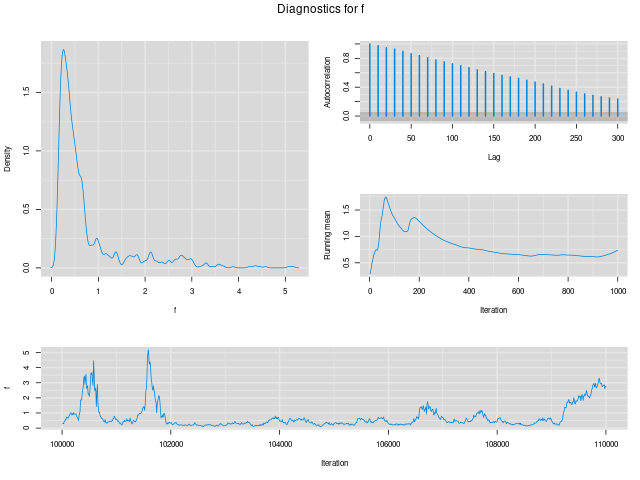 Diagnostics for f
Density
0.0 0.5 1.0 1.5
0 1 2 3 4 5
f
Autocorrelation
0.0 0.4 0.8
0 50 100 150 200 250 300
Lag
Running mean
0.5 1.0 1.5
0 200 400 600 800 1000
Iteration
f
0 1 2 3 4 5
100000 102000 104000 106000 108000 110000
Iteration